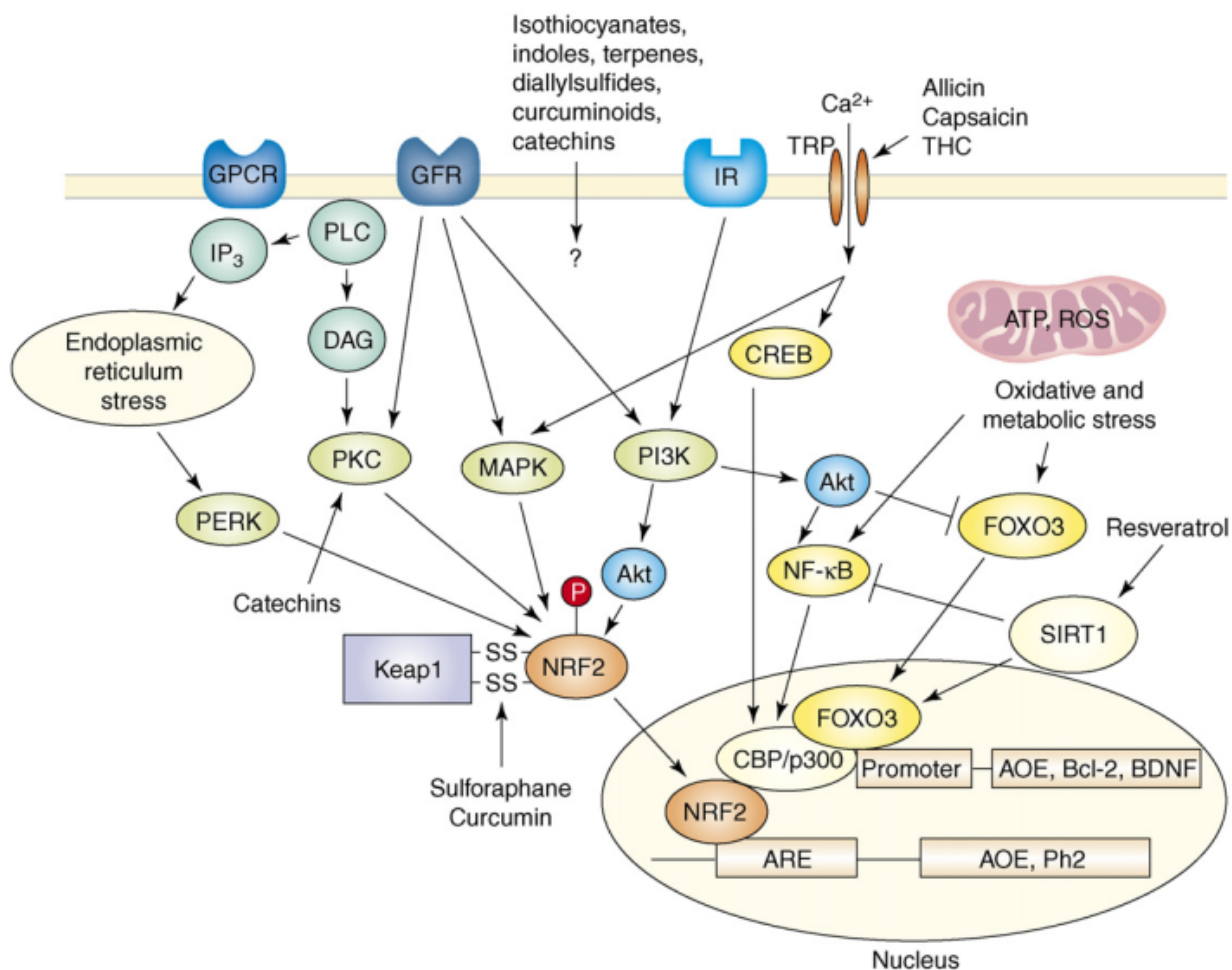 Isothiocyanates,
indoles, terpenes,
diallylsulfides,
curcuminoids,
catechins
Ca²⁺
Allicin
Capsaicin
THC
TRP
GPCR
GFR
IR
IP₃
PLC
?
DAG
Endoplasmic
reticulum
stress
CREB
ATP, ROS
Oxidative and
metabolic stress
PKC
MAPK
PI3K
Akt
PERK
FOXO3
Resveratrol
NF-κB
Akt
Catechins
P
SIRT1
Keap1
SS
SS
NRF2
FOXO3
CBP/p300
Promoter
AOE, Bcl-2, BDNF
Sulforaphane
Curcumin
NRF2
ARE
AOE, Ph2
Nucleus